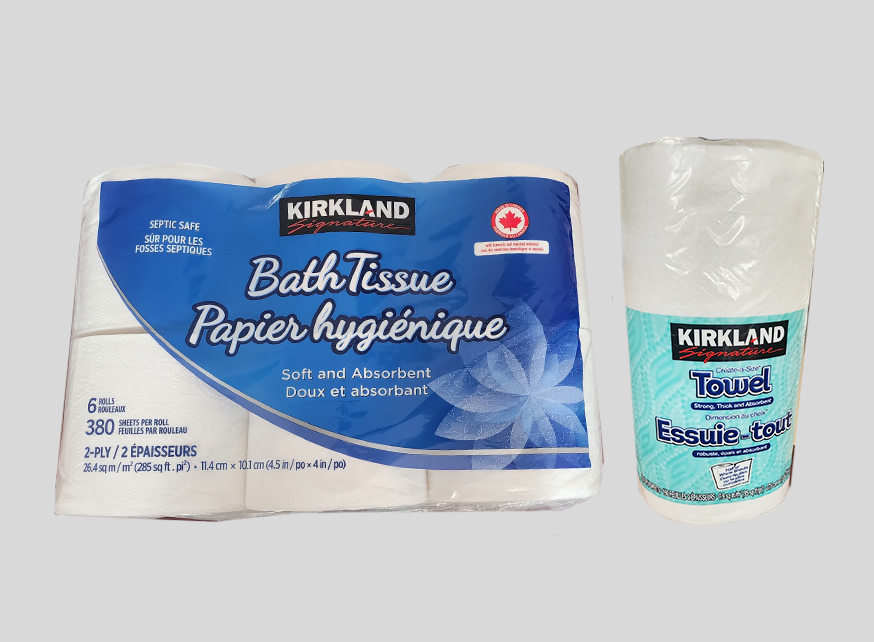 KIRKLAND
Signature
SEPTIC SAFE
SÛR POUR LES
FOSSES SEPTIQUES
Bath Tissue
Papier hygiénique
Soft and Absorbent
Doux et absorbant
6 ROLLS
ROULEAUX
380 SHEETS PER ROLL
FEUILLES PAR ROULEAU
2-PLY / 2 ÉPAISSEURS
26.4 sq m / m² (285 sq ft . pi²) • 11.4 cm × 10.1 cm (4.5 in / po × 4 in / po)
KIRKLAND
Signature
Create-a-Size*
Towel
Strong, Thick and Absorbent
Dimension au choix*
Essuie-tout
robuste, épais et absorbant